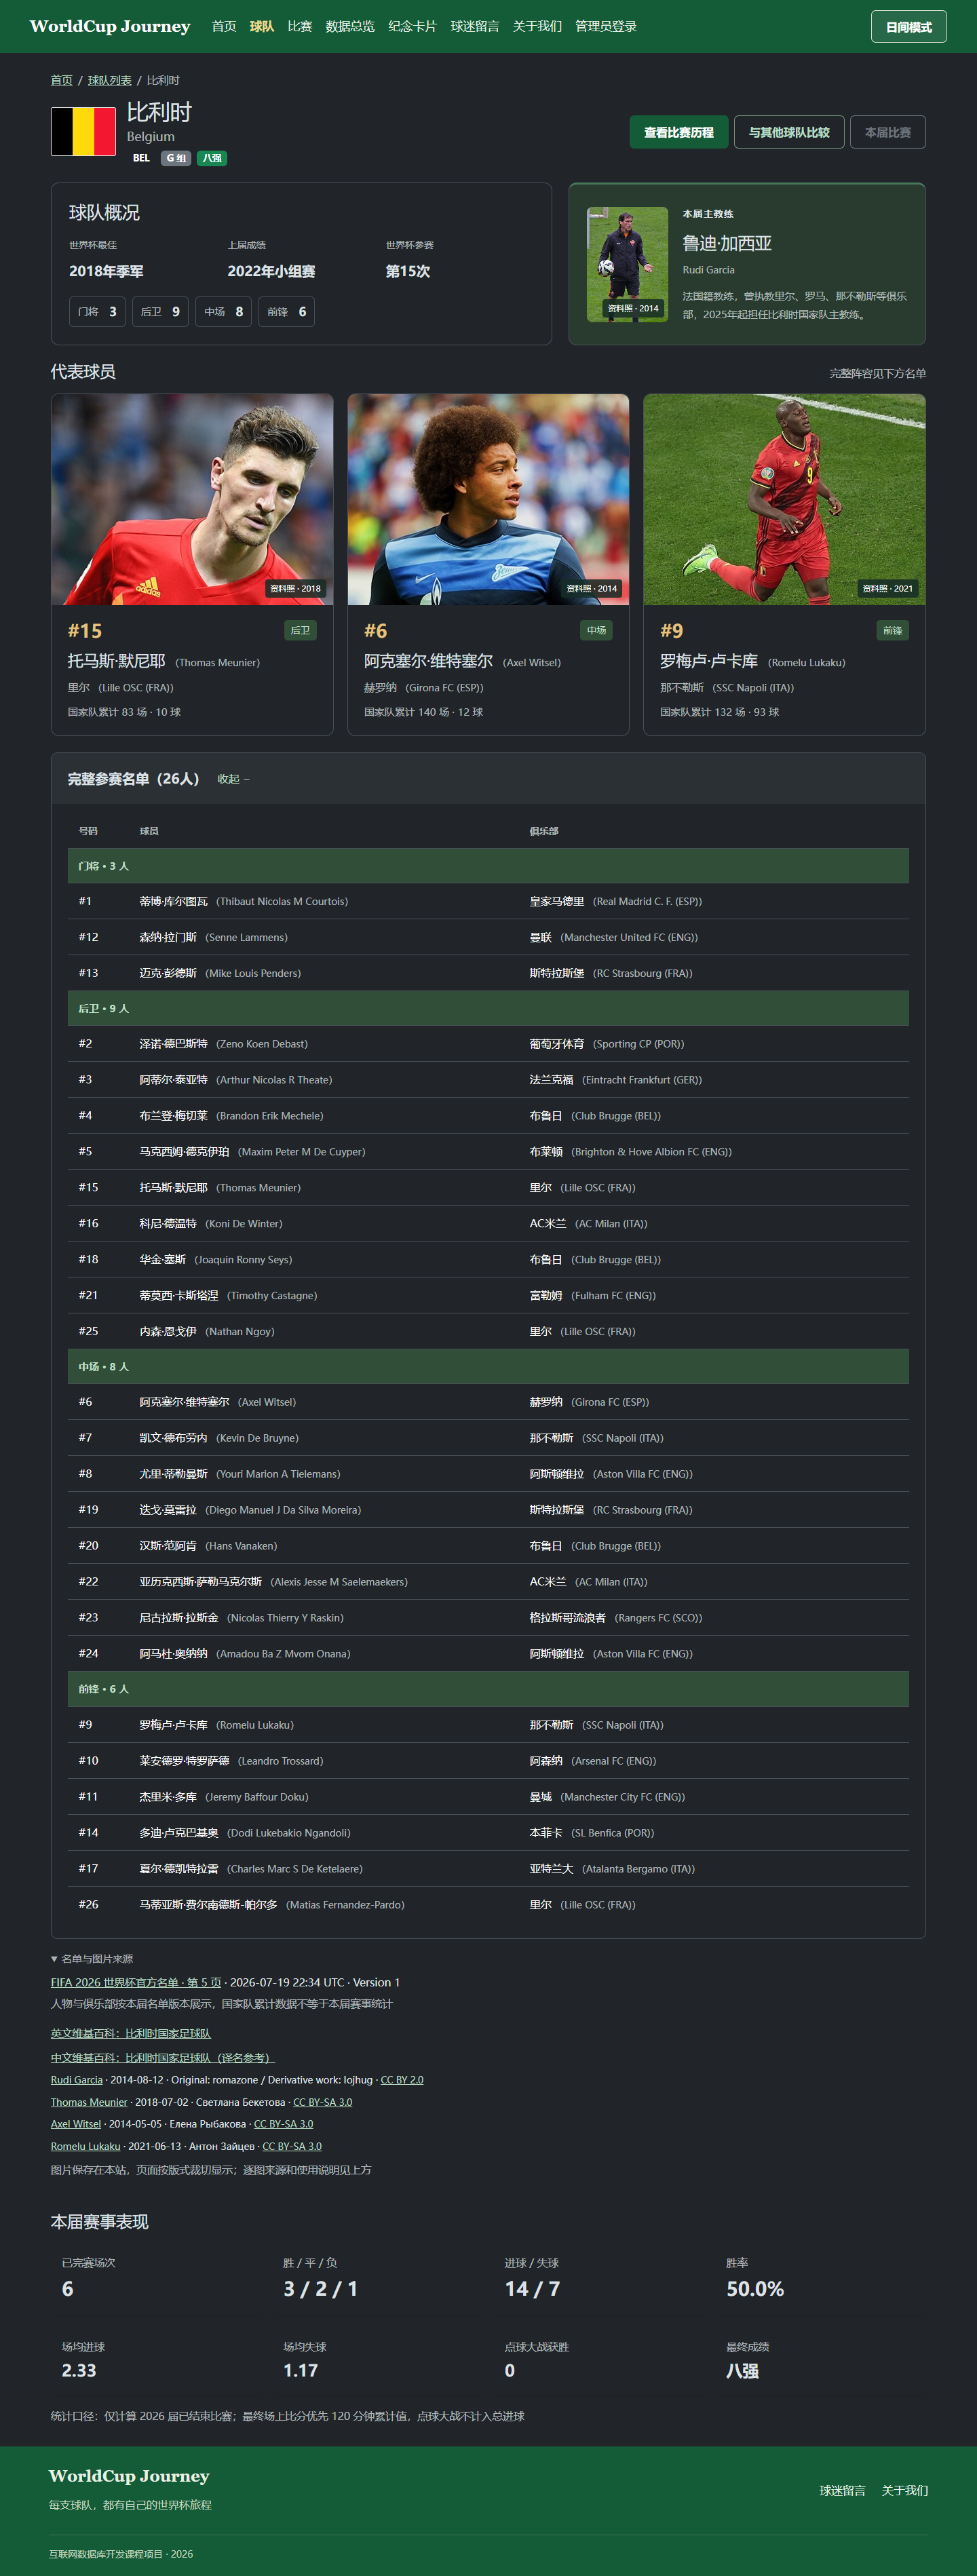 WorldCup Journey 首页 球队 比赛 数据总览 纪念卡片 球迷留言 关于我们 管理员登录 日间模式
首页 / 球队列表 / 比利时
比利时
Belgium
BEL G 组 八强
查看比赛历程 与其他球队比较 本届比赛
球队概况
世界杯最佳 上届成绩 世界杯参赛
2018年季军 2022年小组赛 第15次
门将 3 后卫 9 中场 8 前锋 6
资料照 · 2014
本届主教练
鲁迪·加西亚
Rudi Garcia
法国籍教练，曾执教里尔、罗马、那不勒斯等俱乐
部，2025年起担任比利时国家队主教练。
代表球员 完整阵容见下方名单
资料照 · 2018
#15 后卫
托马斯·默尼耶 （Thomas Meunier）
里尔 （Lille OSC (FRA)）
国家队累计 83 场 · 10 球
资料照 · 2014
#6 中场
阿克塞尔·维特塞尔 （Axel Witsel）
赫罗纳 （Girona FC (ESP)）
国家队累计 140 场 · 12 球
9
资料照 · 2021
#9 前锋
罗梅卢·卢卡库 （Romelu Lukaku）
那不勒斯 （SSC Napoli (ITA)）
国家队累计 132 场 · 93 球
完整参赛名单（26人） 收起 −
号码 球员 俱乐部
门将 • 3 人
#1 蒂博·库尔图瓦 （Thibaut Nicolas M Courtois） 皇家马德里 （Real Madrid C. F. (ESP)）
#12 森纳·拉门斯 （Senne Lammens） 曼联 （Manchester United FC (ENG)）
#13 迈克·彭德斯 （Mike Louis Penders） 斯特拉斯堡 （RC Strasbourg (FRA)）
后卫 • 9 人
#2 泽诺·德巴斯特 （Zeno Koen Debast） 葡萄牙体育 （Sporting CP (POR)）
#3 阿蒂尔·泰亚特 （Arthur Nicolas R Theate） 法兰克福 （Eintracht Frankfurt (GER)）
#4 布兰登·梅切莱 （Brandon Erik Mechele） 布鲁日 （Club Brugge (BEL)）
#5 马克西姆·德克伊珀 （Maxim Peter M De Cuyper） 布莱顿 （Brighton & Hove Albion FC (ENG)）
#15 托马斯·默尼耶 （Thomas Meunier） 里尔 （Lille OSC (FRA)）
#16 科尼·德温特 （Koni De Winter） AC米兰 （AC Milan (ITA)）
#18 华金·塞斯 （Joaquin Ronny Seys） 布鲁日 （Club Brugge (BEL)）
#21 蒂莫西·卡斯塔涅 （Timothy Castagne） 富勒姆 （Fulham FC (ENG)）
#25 内森·恩戈伊 （Nathan Ngoy） 里尔 （Lille OSC (FRA)）
中场 • 8 人
#6 阿克塞尔·维特塞尔 （Axel Witsel） 赫罗纳 （Girona FC (ESP)）
#7 凯文·德布劳内 （Kevin De Bruyne） 那不勒斯 （SSC Napoli (ITA)）
#8 尤里·蒂勒曼斯 （Youri Marion A Tielemans） 阿斯顿维拉 （Aston Villa FC (ENG)）
#19 迭戈·莫雷拉 （Diego Manuel J Da Silva Moreira） 斯特拉斯堡 （RC Strasbourg (FRA)）
#20 汉斯·范阿肯 （Hans Vanaken） 布鲁日 （Club Brugge (BEL)）
#22 亚历克西斯·萨勒马克尔斯 （Alexis Jesse M Saelemaekers） AC米兰 （AC Milan (ITA)）
#23 尼古拉斯·拉斯金 （Nicolas Thierry Y Raskin） 格拉斯哥流浪者 （Rangers FC (SCO)）
#24 阿马杜·奥纳纳 （Amadou Ba Z Mvom Onana） 阿斯顿维拉 （Aston Villa FC (ENG)）
前锋 • 6 人
#9 罗梅卢·卢卡库 （Romelu Lukaku） 那不勒斯 （SSC Napoli (ITA)）
#10 莱安德罗·特罗萨德 （Leandro Trossard） 阿森纳 （Arsenal FC (ENG)）
#11 杰里米·多库 （Jeremy Baffour Doku） 曼城 （Manchester City FC (ENG)）
#14 多迪·卢克巴基奥 （Dodi Lukebakio Ngandoli） 本菲卡 （SL Benfica (POR)）
#17 夏尔·德凯特拉雷 （Charles Marc S De Ketelaere） 亚特兰大 （Atalanta Bergamo (ITA)）
#26 马蒂亚斯·费尔南德斯-帕尔多 （Matias Fernandez-Pardo） 里尔 （Lille OSC (FRA)）
▼ 名单与图片来源
FIFA 2026 世界杯官方名单 · 第 5 页 · 2026-07-19 22:34 UTC · Version 1
人物与俱乐部按本届名单版本展示，国家队累计数据不等于本届赛事统计
英文维基百科：比利时国家足球队
中文维基百科：比利时国家足球队（译名参考）
Rudi Garcia · 2014-08-12 · Original: romazone / Derivative work: lojhug · CC BY 2.0
Thomas Meunier · 2018-07-02 · Светлана Бекетова · CC BY-SA 3.0
Axel Witsel · 2014-05-05 · Елена Рыбакова · CC BY-SA 3.0
Romelu Lukaku · 2021-06-13 · Антон Зайцев · CC BY-SA 3.0
图片保存在本站，页面按版式裁切显示；逐图来源和使用说明见上方
本届赛事表现
已完赛场次 胜 / 平 / 负 进球 / 失球 胜率
6 3 / 2 / 1 14 / 7 50.0%
场均进球 场均失球 点球大战获胜 最终成绩
2.33 1.17 0 八强
统计口径：仅计算 2026 届已结束比赛；最终场上比分优先 120 分钟累计值，点球大战不计入总进球
WorldCup Journey
每支球队，都有自己的世界杯旅程
球迷留言 关于我们
互联网数据库开发课程项目 · 2026